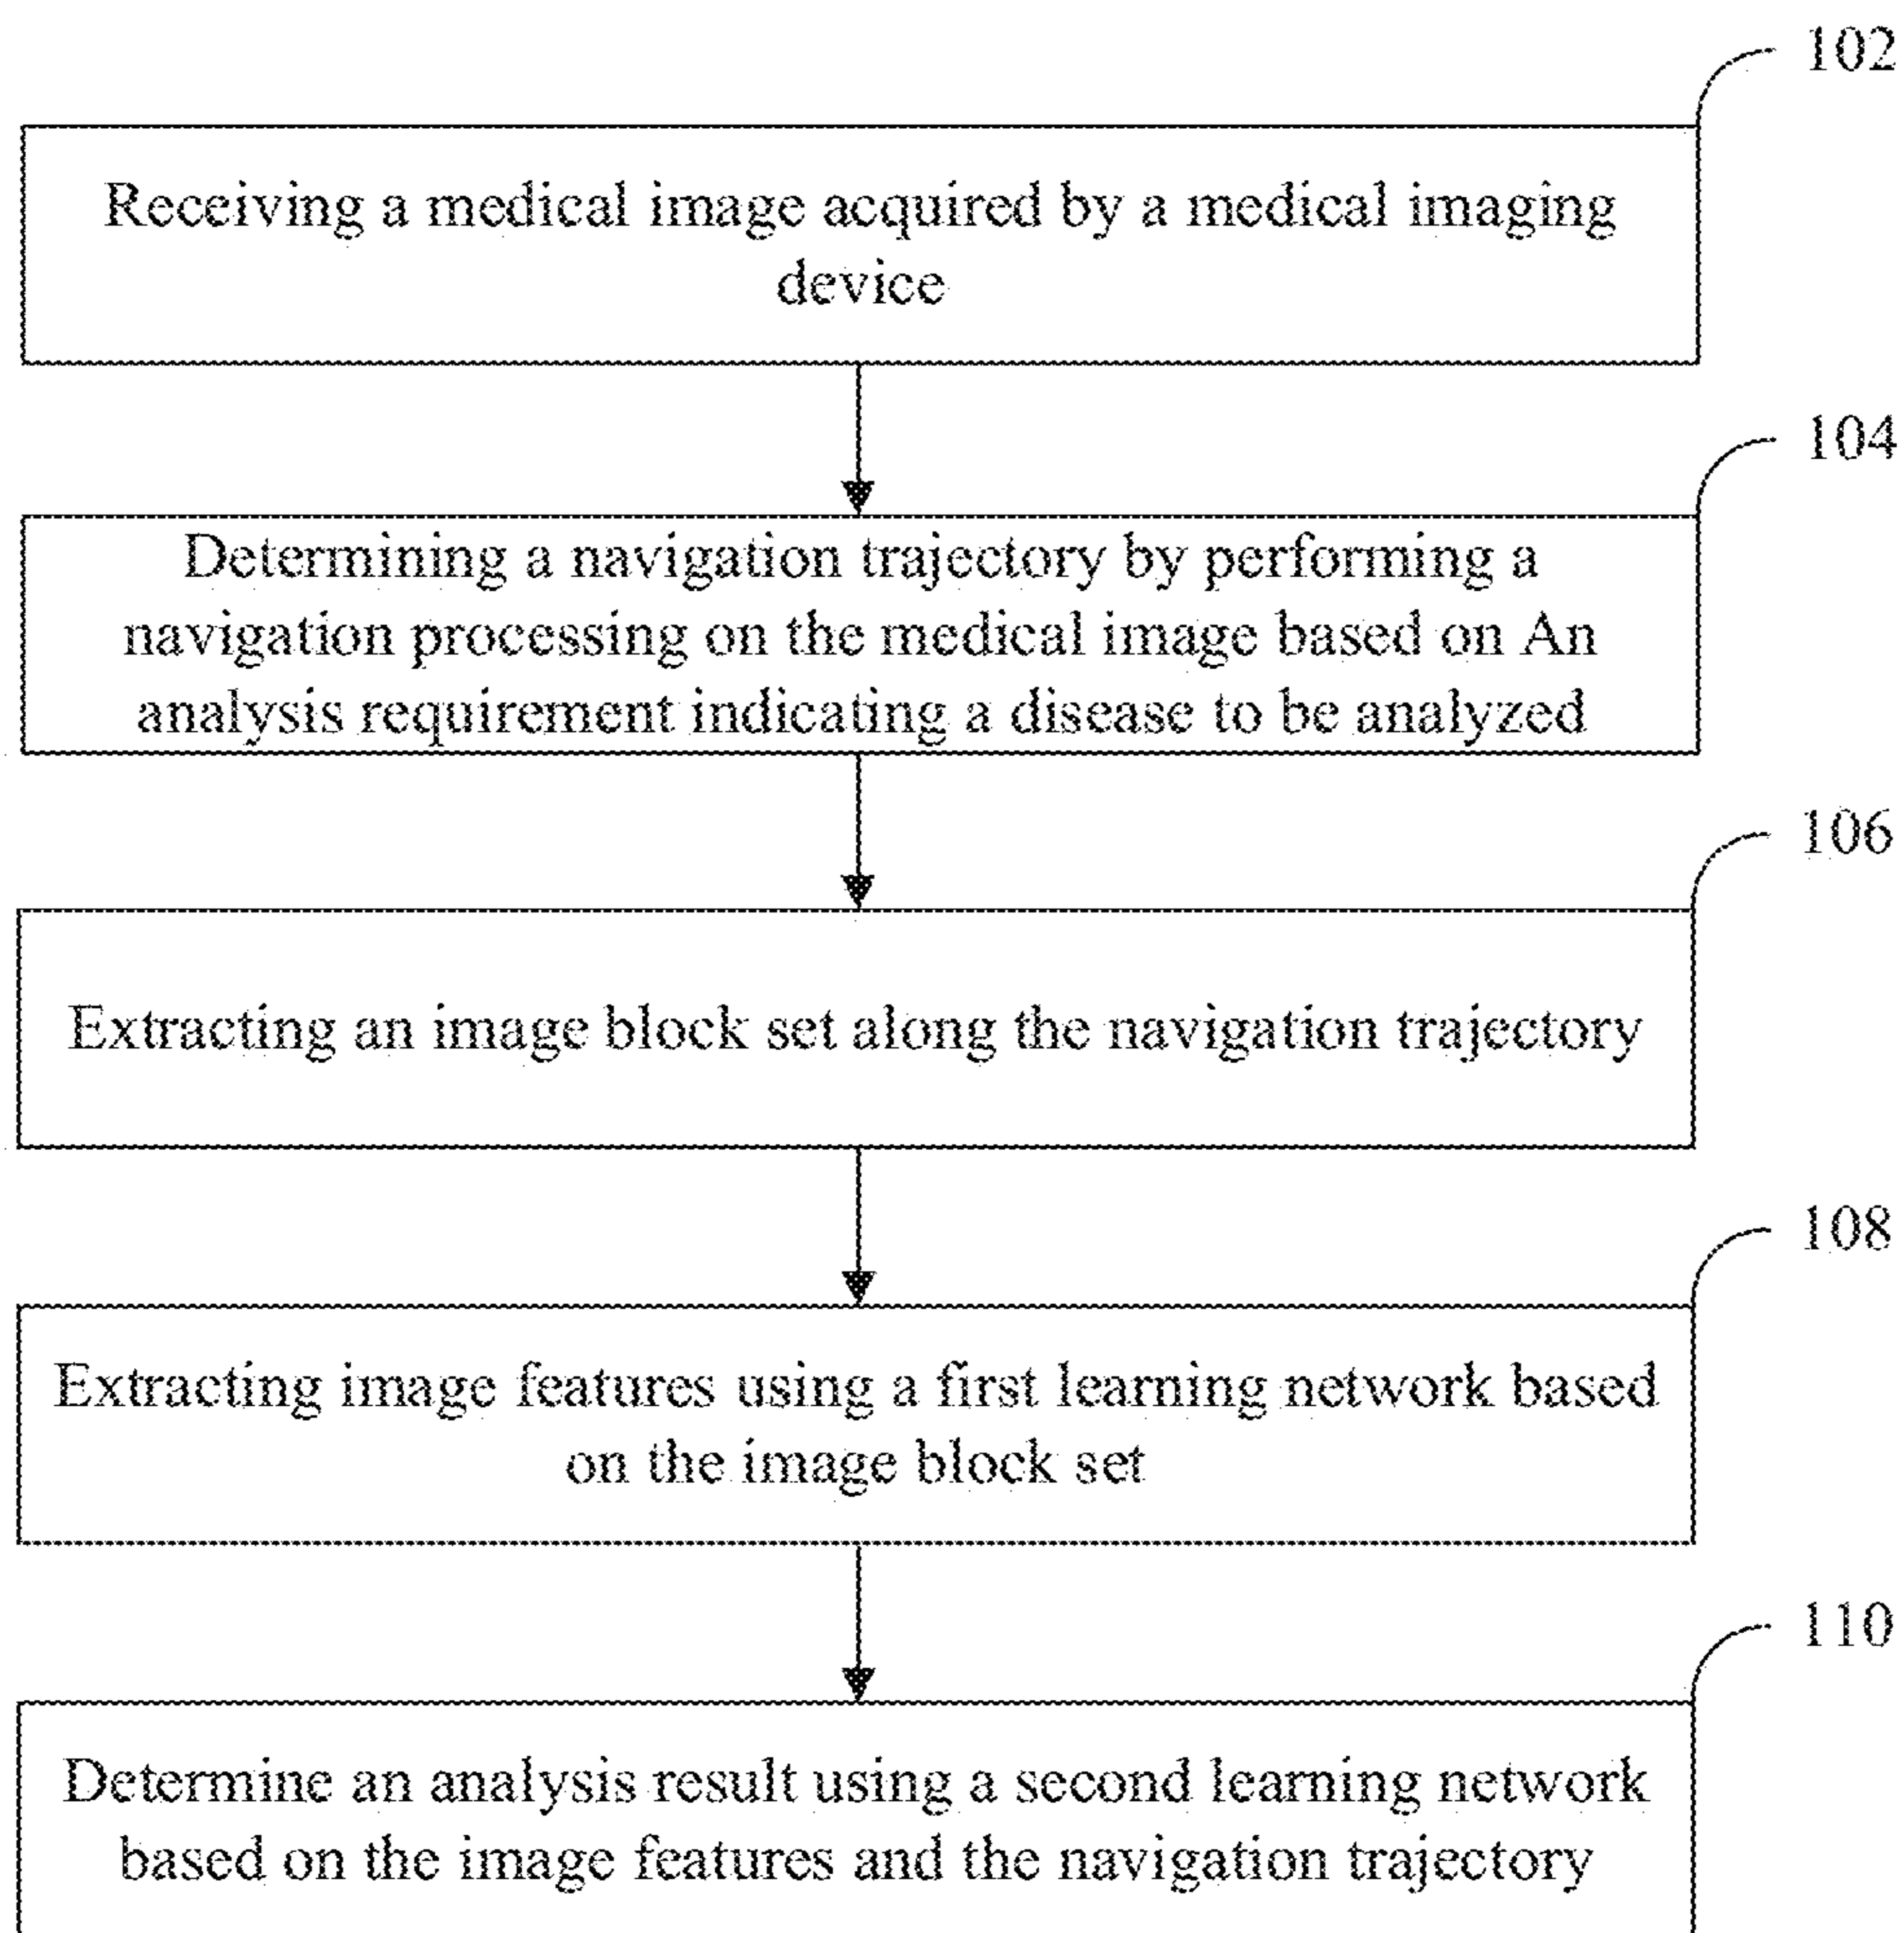 102
Receiving a medical image acquired by a medical imaging
device
104
Determining a navigation trajectory by performing a
navigation processing on the medical image based on An
analysis requirement indicating a disease to be analyzed
106
Extracting an image block set along the navigation trajectory
108
Extracting image features using a first learning network based
on the image block set
110
Determine an analysis result using a second learning network
based on the image features and the navigation trajectory